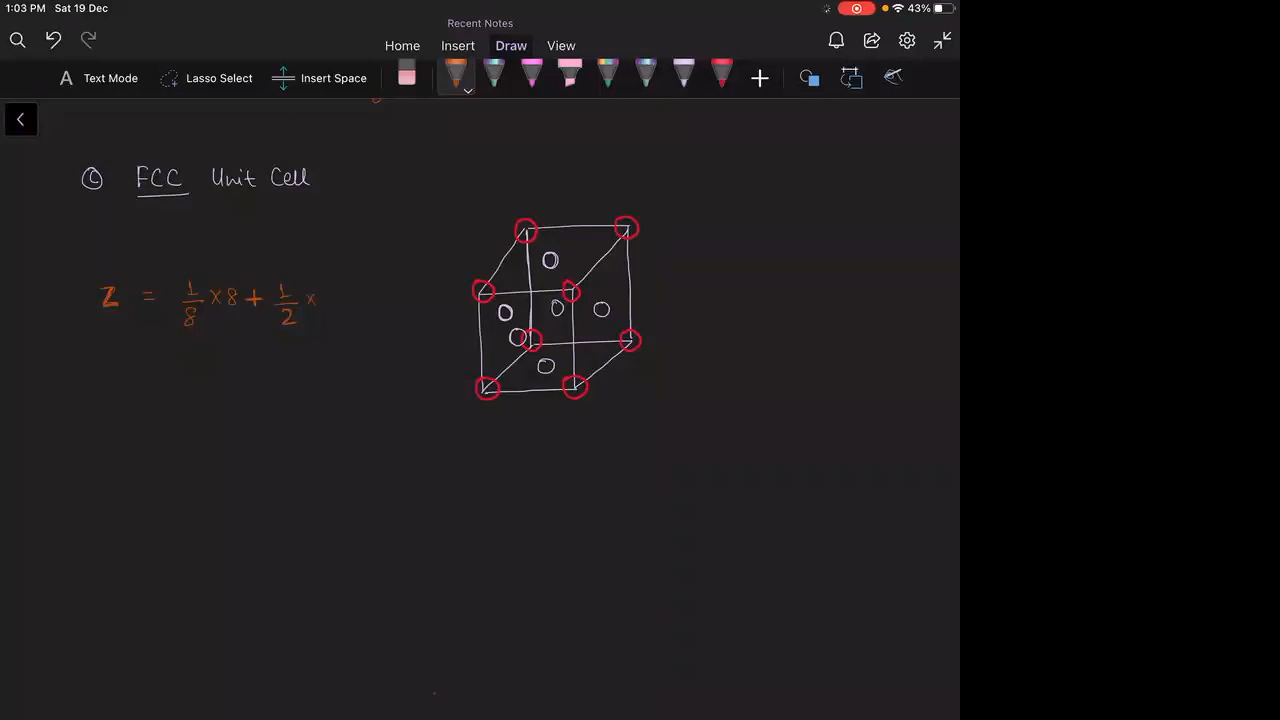 1:03 PM Sat 19 Dec 43%
Recent Notes
Home Insert Draw View
A Text Mode Lasso Select Insert Space
© FCC Unit Cell
Z = 1/8 × 8 + 1/2 ×